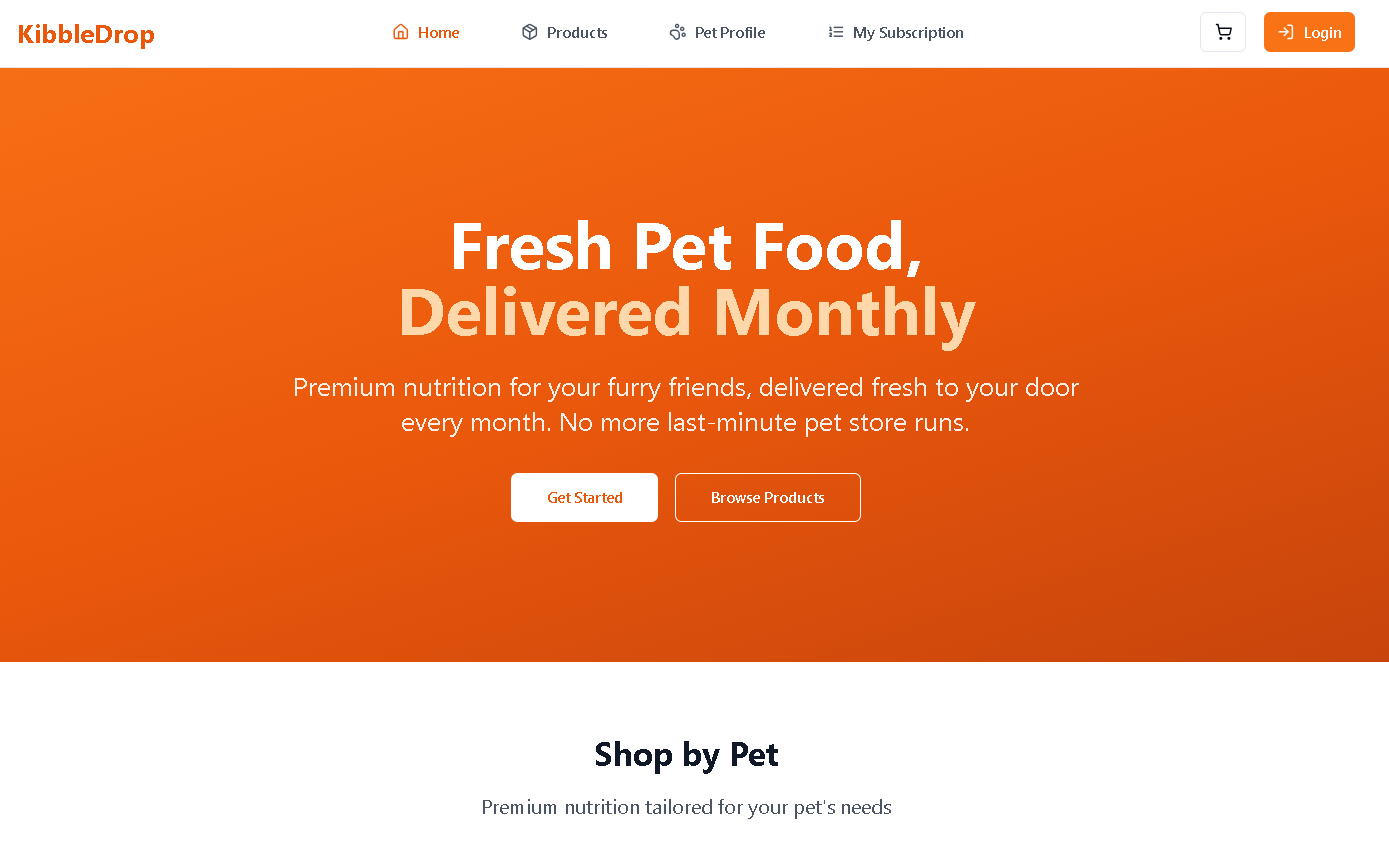 KibbleDrop
Home
Products
Pet Profile
My Subscription
Login
Fresh Pet Food,
Delivered Monthly
Premium nutrition for your furry friends, delivered fresh to your door
every month. No more last-minute pet store runs.
Get Started
Browse Products
Shop by Pet
Premium nutrition tailored for your pet's needs